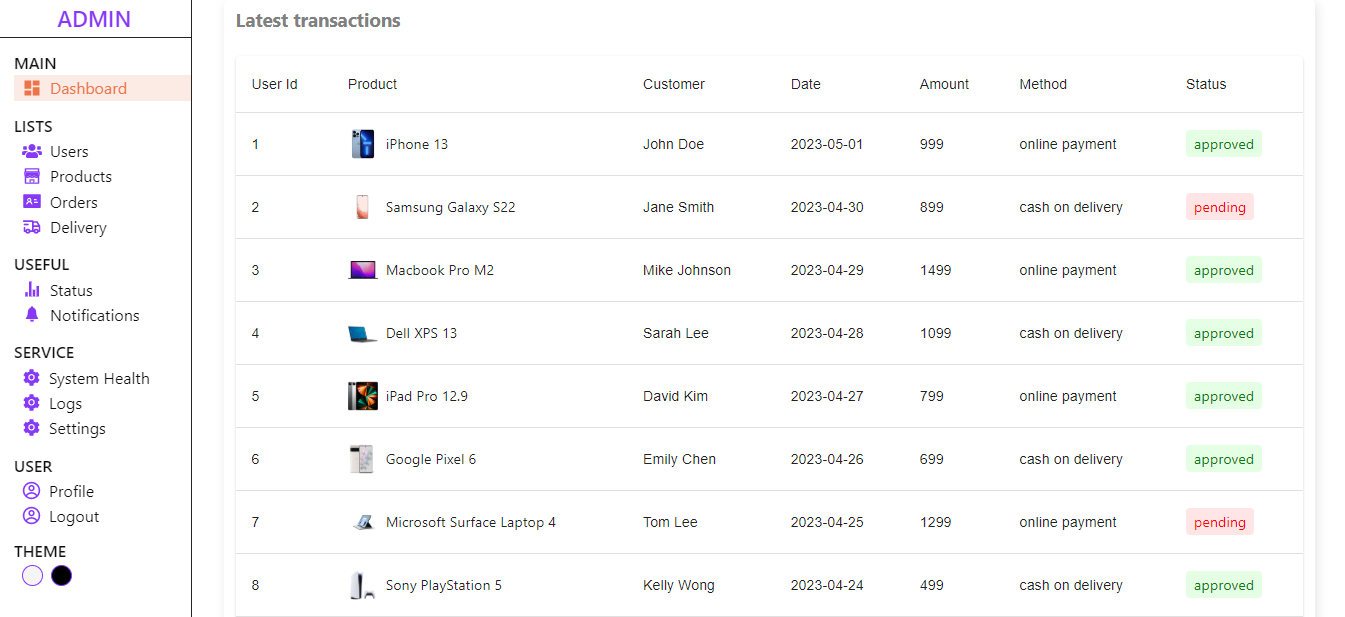 ADMIN
MAIN
Dashboard
LISTS
Users
Products
Orders
Delivery
USEFUL
Status
Notifications
SERVICE
System Health
Logs
Settings
USER
Profile
Logout
THEME
Latest transactions
User Id Product Customer Date Amount Method Status
1 iPhone 13 John Doe 2023-05-01 999 online payment approved
2 Samsung Galaxy S22 Jane Smith 2023-04-30 899 cash on delivery pending
3 Macbook Pro M2 Mike Johnson 2023-04-29 1499 online payment approved
4 Dell XPS 13 Sarah Lee 2023-04-28 1099 cash on delivery approved
5 iPad Pro 12.9 David Kim 2023-04-27 799 online payment approved
6 Google Pixel 6 Emily Chen 2023-04-26 699 cash on delivery approved
7 Microsoft Surface Laptop 4 Tom Lee 2023-04-25 1299 online payment pending
8 Sony PlayStation 5 Kelly Wong 2023-04-24 499 cash on delivery approved